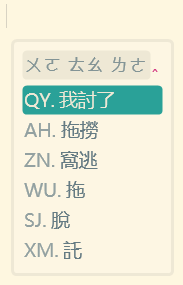 ㄨㄛ ㄊㄠ ㄌㄜ‸
QY. 我討了
AH. 拖撈
ZN. 窩逃
WU. 拖
SJ. 脫
XM. 託